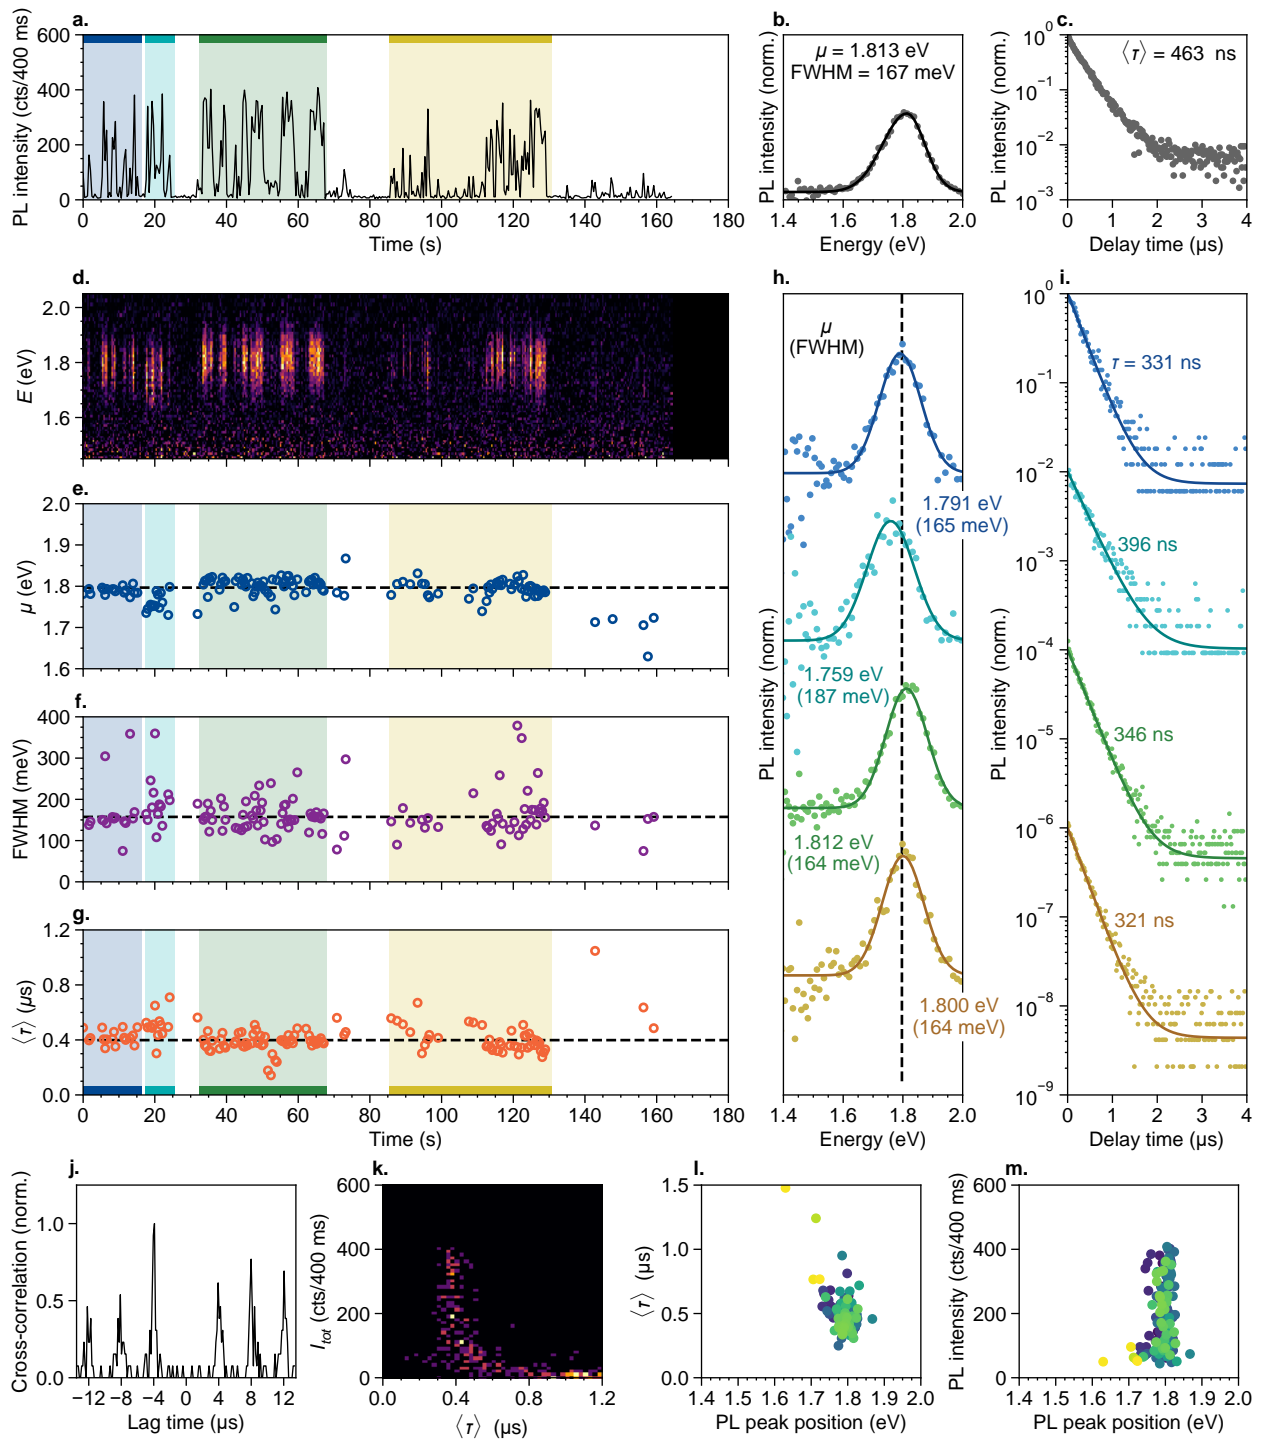 a.
PL intensity (cts/400 ms)
600
400
200
0
0 20 40 60 80 100 120 140 160 180
Time (s)
b.
PL intensity (norm.)
μ = 1.813 eV
FWHM = 167 meV
1.4 1.6 1.8 2.0
Energy (eV)
c.
PL intensity (norm.)
⟨τ⟩ = 463 ns
10⁰
10⁻¹
10⁻²
10⁻³
0 1 2 3 4
Delay time (µs)
d.
E (eV)
2.0
1.8
1.6
e.
μ (eV)
2.0
1.9
1.8
1.7
1.6
f.
FWHM (meV)
400
300
200
100
0
g.
⟨τ⟩ (µs)
1.2
0.8
0.4
0.0
0 20 40 60 80 100 120 140 160 180
Time (s)
h.
PL intensity (norm.)
μ
(FWHM)
1.791 eV
(165 meV)
1.759 eV
(187 meV)
1.812 eV
(164 meV)
1.800 eV
(164 meV)
1.4 1.6 1.8 2.0
Energy (eV)
i.
PL intensity (norm.)
10⁰
10⁻¹
10⁻²
10⁻³
10⁻⁴
10⁻⁵
10⁻⁶
10⁻⁷
10⁻⁸
10⁻⁹
τ = 331 ns
396 ns
346 ns
321 ns
0 1 2 3 4
Delay time (µs)
j.
Cross-correlation (norm.)
1.0
0.5
0.0
−12 −8 −4 0 4 8 12
Lag time (µs)
k.
I_tot (cts/400 ms)
600
400
200
0
0.0 0.4 0.8 1.2
⟨τ⟩ (µs)
l.
⟨τ⟩ (µs)
1.5
1.0
0.5
0.0
1.4 1.5 1.6 1.7 1.8 1.9 2.0
PL peak position (eV)
m.
PL intensity (cts/400 ms)
600
400
200
0
1.4 1.5 1.6 1.7 1.8 1.9 2.0
PL peak position (eV)